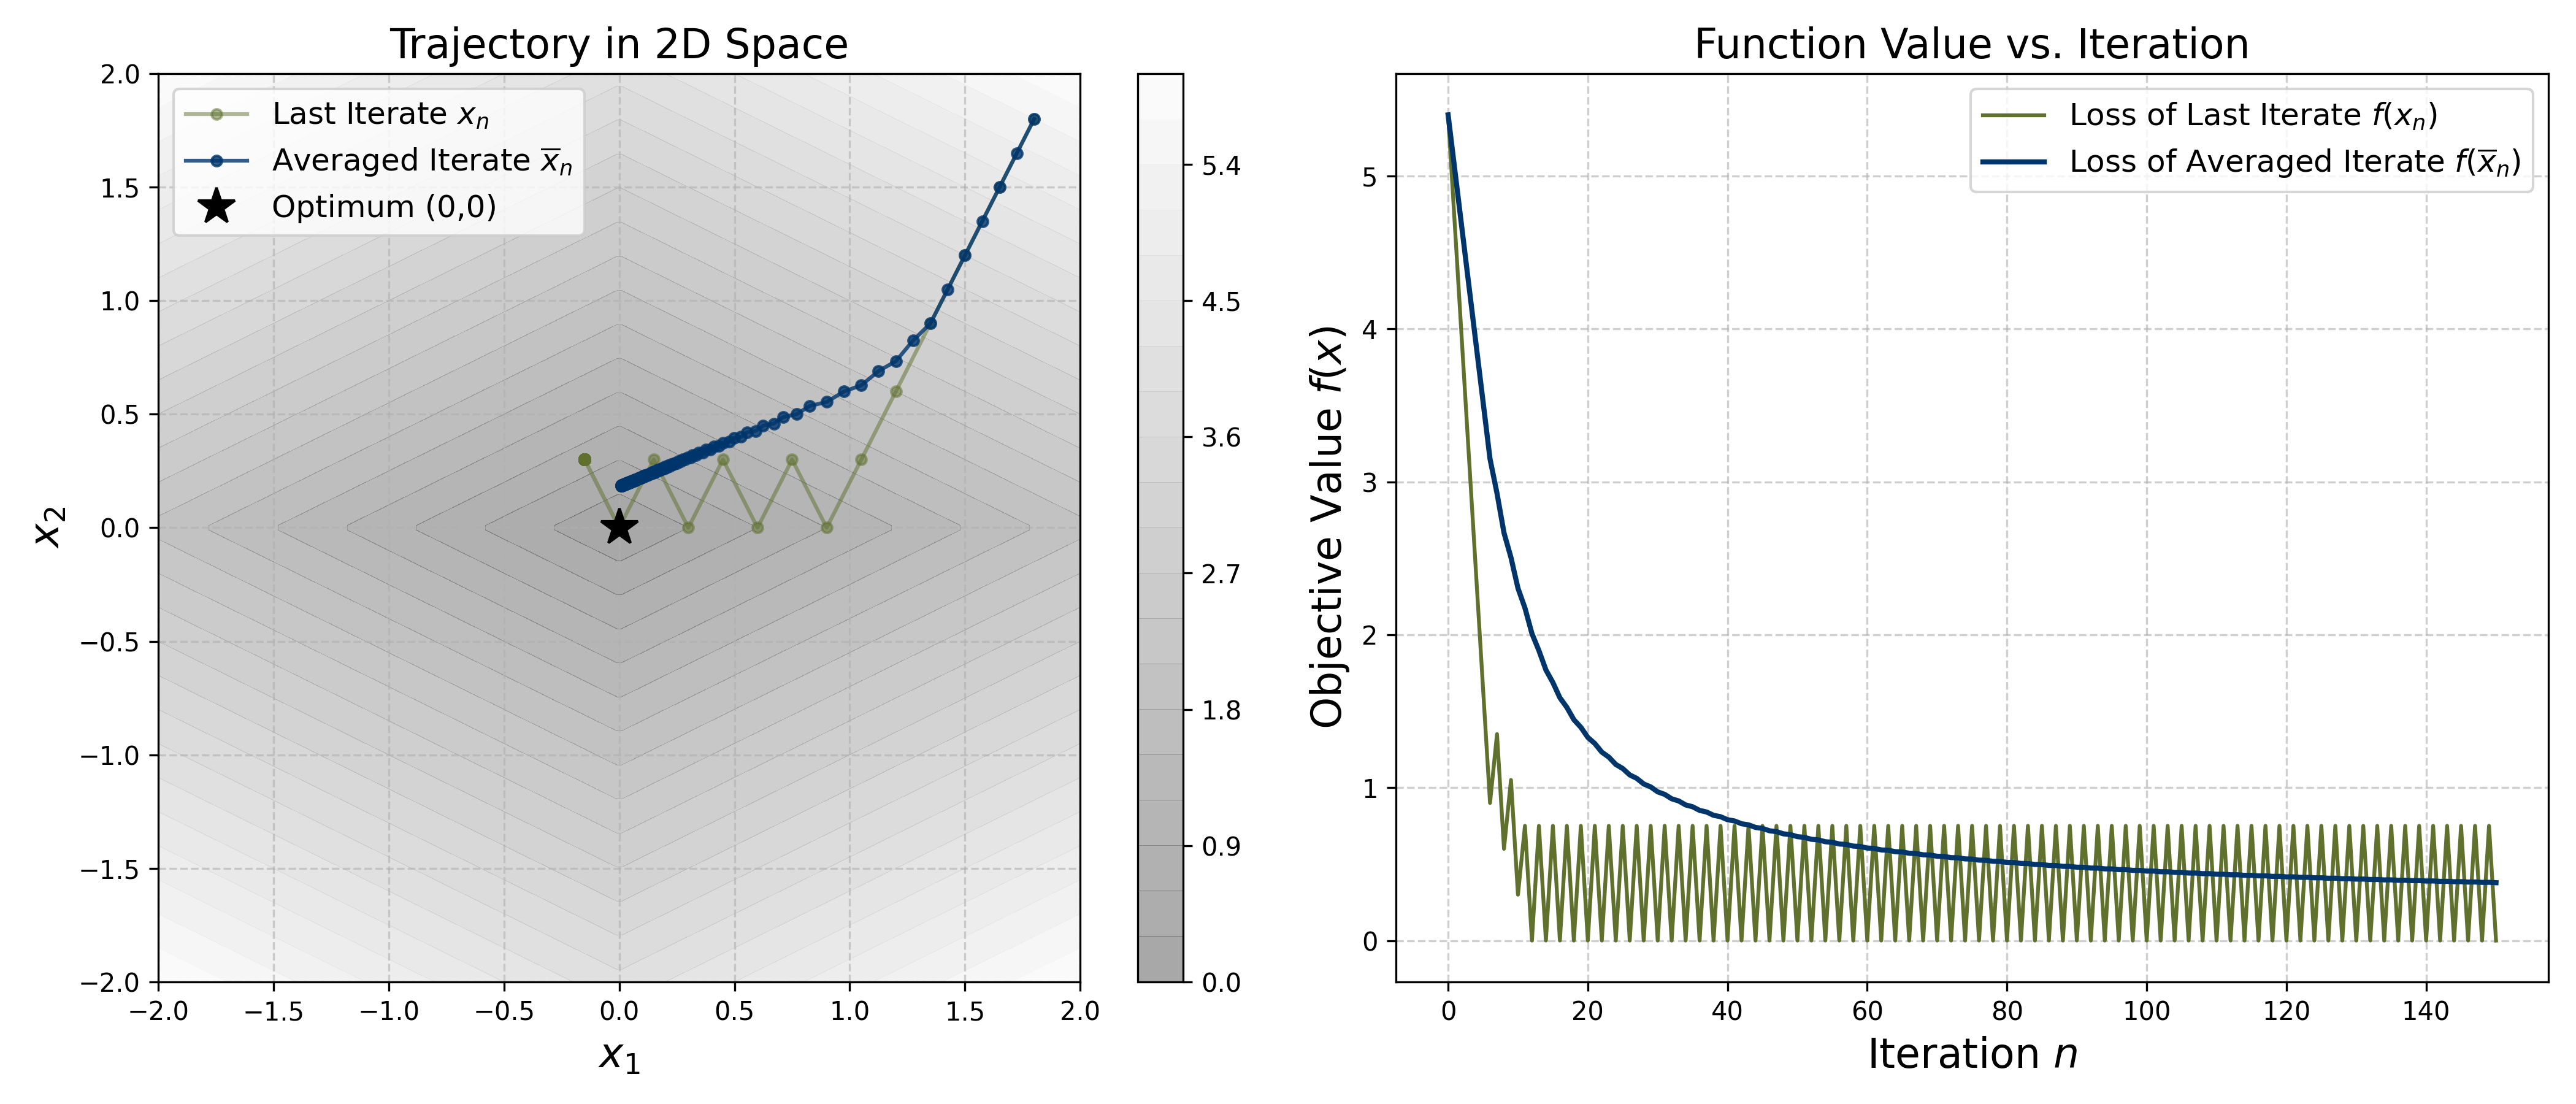 Trajectory in 2D Space
2.0
1.5
1.0
0.5
0.0
−0.5
−1.0
−1.5
−2.0
x₂
Last Iterate xₙ
Averaged Iterate x̅ₙ
Optimum (0,0)
−2.0 −1.5 −1.0 −0.5 0.0 0.5 1.0 1.5 2.0
x₁
5.4
4.5
3.6
2.7
1.8
0.9
0.0
Function Value vs. Iteration
Objective Value f(x)
5
4
3
2
1
0
Loss of Last Iterate f(xₙ)
Loss of Averaged Iterate f(x̅ₙ)
0 20 40 60 80 100 120 140
Iteration n